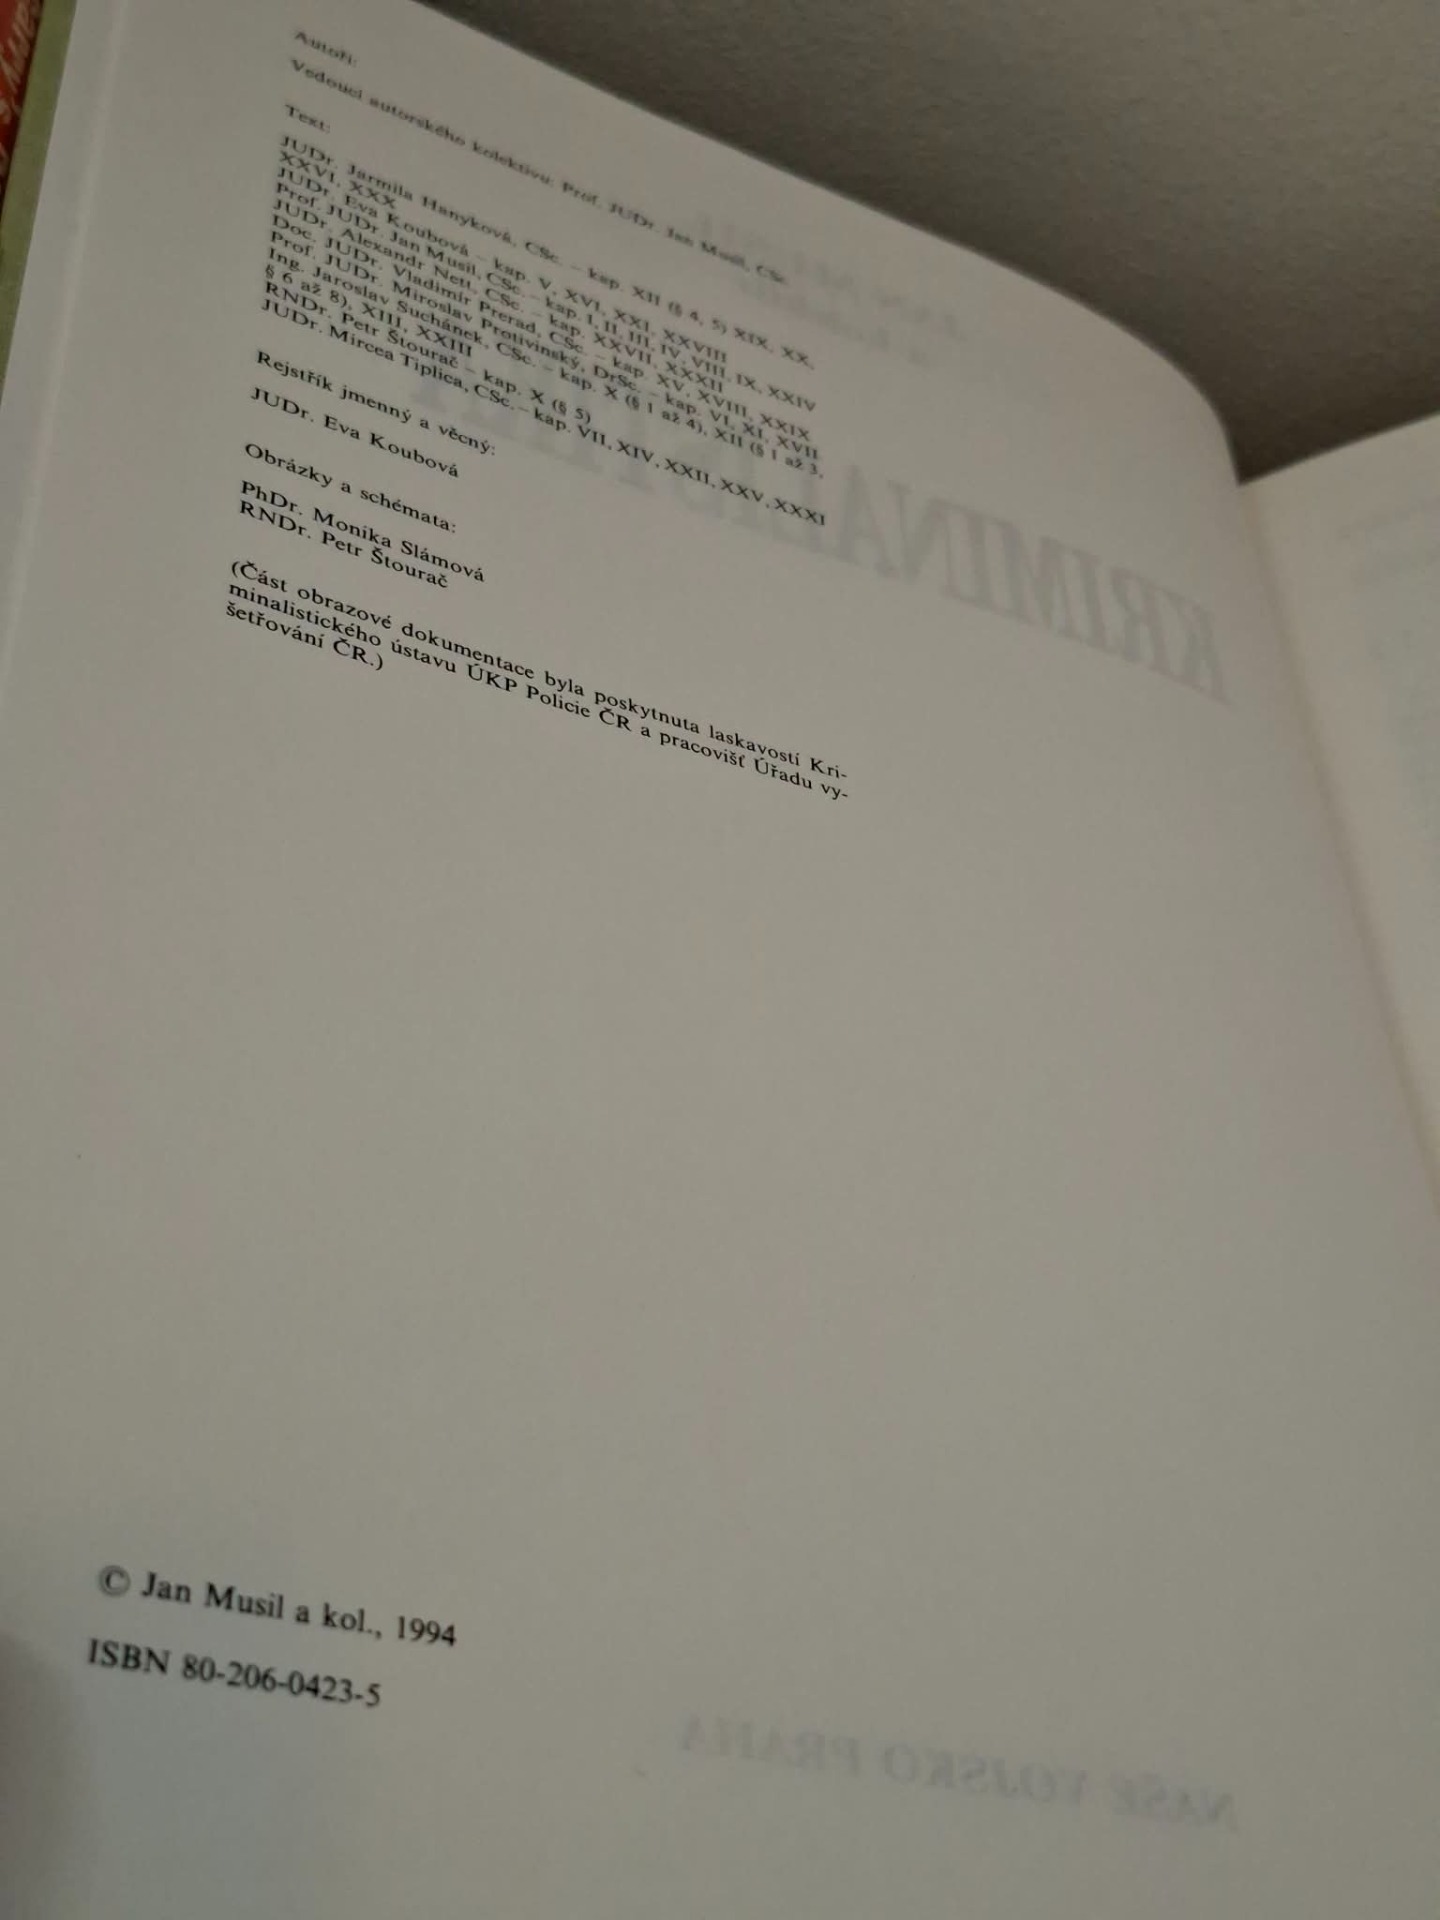 Autoři:
Vedoucí autorského kolektivu: Prof. JUDr. Jan Musil, CSc.
Text:
JUDr. Jarmila Hanyková, CSc. – kap. XII (§ 4, 5) XIX, XX,
XXVI, XXX
JUDr. Eva Koubová – kap. V, XVI, XXI, XXVIII
Prof. JUDr. Jan Musil, CSc. – kap. I, II, III, IV, VIII, IX, XXIV
JUDr. Alexandr Nett, CSc. – kap. XXVII, XXXII
Doc. JUDr. Vladimír Prerad, CSc. – kap. XV, XVIII, XXIX
Prof. JUDr. Miroslav Protivinský, DrSc. – kap. VI, XI, XVII
Ing. Jaroslav Suchánek, CSc. – kap. X (§ 1 až 4), XII (§ 1 až 3,
§ 6 až 8), XIII, XXIII
RNDr. Petr Štourač – kap. X (§ 5)
JUDr. Mircea Tiplica, CSc. – kap. VII, XIV, XXII, XXV, XXXI
Rejstřík jmenný a věcný:
JUDr. Eva Koubová
Obrázky a schémata:
PhDr. Monika Slámová
RNDr. Petr Štourač
(Část obrazové dokumentace byla poskytnuta laskavostí Kri-
minalistického ústavu ÚKP Policie ČR a pracovišť Úřadu vy-
šetřování ČR.)
© Jan Musil a kol., 1994
ISBN 80-206-0423-5
NAŠE VOJSKO PRAHA